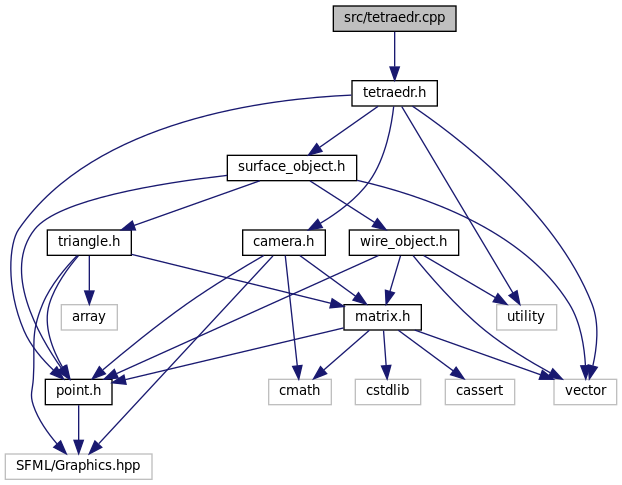 src/tetraedr.cpp
tetraedr.h
surface_object.h
triangle.h
camera.h
wire_object.h
array
matrix.h
utility
point.h
cmath
cstdlib
cassert
vector
SFML/Graphics.hpp